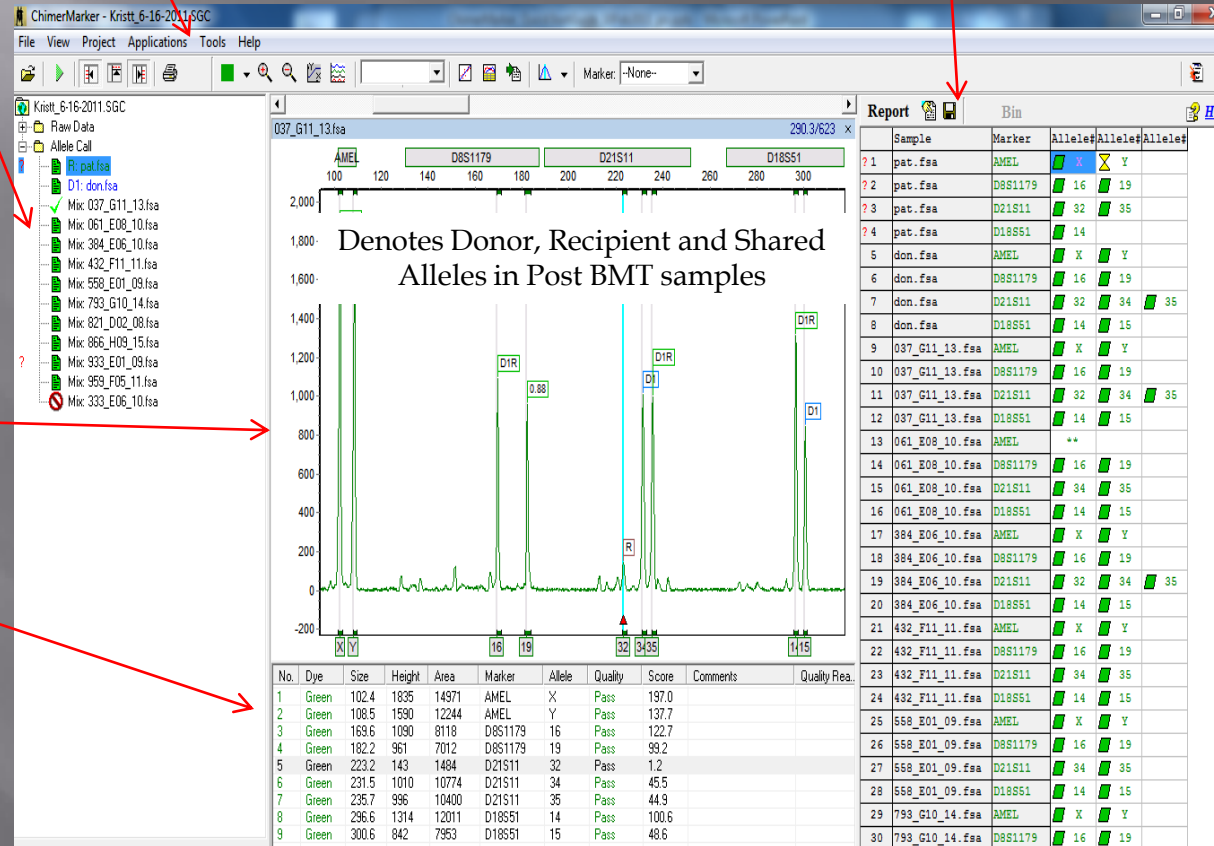 ChimerMarker - Kristt_6-16-2011.SGC
File View Project Applications Tools Help
Marker: --None--
Kristt_6-16-2011.SGC
Raw Data
Allele Call
? R: pat.fsa
D1: don.fsa
Mix: 037_G11_13.fsa
Mix: 061_E08_10.fsa
Mix: 384_E06_10.fsa
Mix: 432_F11_11.fsa
Mix: 558_E01_09.fsa
Mix: 793_G10_14.fsa
Mix: 821_D02_08.fsa
Mix: 866_H09_15.fsa
? Mix: 933_E01_09.fsa
Mix: 959_F05_11.fsa
Mix: 333_E06_10.fsa
037_G11_13.fsa 290.3/623 ×
AMEL D8S1179 D21S11 D18S51
100 120 140 160 180 200 220 240 260 280 300
2,000
1,800
1,600
1,400
1,200
1,000
800
600
400
200
0
-200
Denotes Donor, Recipient and Shared
Alleles in Post BMT samples
D1R
D1R D1R
D1
0.88
D1
R
X Y 16 19 32 34 35 14 15
No. Dye Size Height Area Marker Allele Quality Score Comments Quality Rea..
1 Green 102.4 1835 14971 AMEL X Pass 197.0
2 Green 108.5 1590 12244 AMEL Y Pass 137.7
3 Green 169.6 1090 8118 D8S1179 16 Pass 122.7
4 Green 182.2 961 7012 D8S1179 19 Pass 99.2
5 Green 223.2 143 1484 D21S11 32 Pass 1.2
6 Green 231.5 1010 10774 D21S11 34 Pass 45.5
7 Green 235.7 996 10400 D21S11 35 Pass 44.9
8 Green 296.6 1314 12011 D18S51 14 Pass 100.6
9 Green 300.6 842 7953 D18S51 15 Pass 48.6
Report Bin H
Sample Marker Allele# Allele# Allele#
? 1 pat.fsa AMEL X Y
? 2 pat.fsa D8S1179 16 19
? 3 pat.fsa D21S11 32 35
? 4 pat.fsa D18S51 14
5 don.fsa AMEL X Y
6 don.fsa D8S1179 16 19
7 don.fsa D21S11 32 34 35
8 don.fsa D18S51 14 15
9 037_G11_13.fsa AMEL X Y
10 037_G11_13.fsa D8S1179 16 19
11 037_G11_13.fsa D21S11 32 34 35
12 037_G11_13.fsa D18S51 14 15
13 061_E08_10.fsa AMEL **
14 061_E08_10.fsa D8S1179 16 19
15 061_E08_10.fsa D21S11 34 35
16 061_E08_10.fsa D18S51 14 15
17 384_E06_10.fsa AMEL X Y
18 384_E06_10.fsa D8S1179 16 19
19 384_E06_10.fsa D21S11 32 34 35
20 384_E06_10.fsa D18S51 14 15
21 432_F11_11.fsa AMEL X Y
22 432_F11_11.fsa D8S1179 16 19
23 432_F11_11.fsa D21S11 34 35
24 432_F11_11.fsa D18S51 14 15
25 558_E01_09.fsa AMEL X Y
26 558_E01_09.fsa D8S1179 16 19
27 558_E01_09.fsa D21S11 34 35
28 558_E01_09.fsa D18S51 14 15
29 793_G10_14.fsa AMEL X Y
30 793_G10_14.fsa D8S1179 16 19